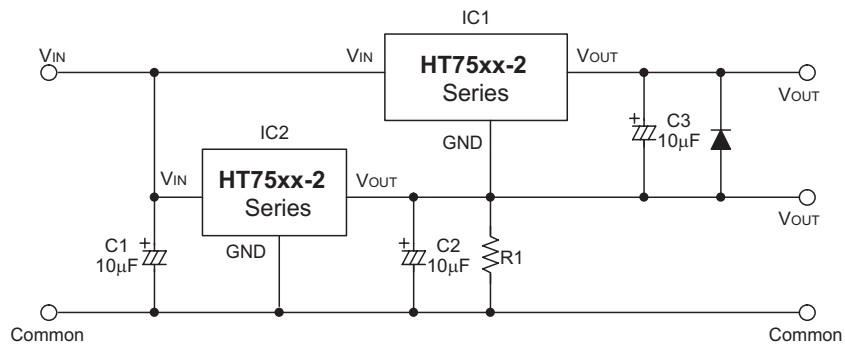 IC1
VIN
VIN
HT75xx-2
Series
VOUT
VOUT
GND
C3
10μF
IC2
VIN
HT75xx-2
Series
VOUT
VOUT
GND
C1
10μF
C2
10μF
R1
Common
Common
+
+
+